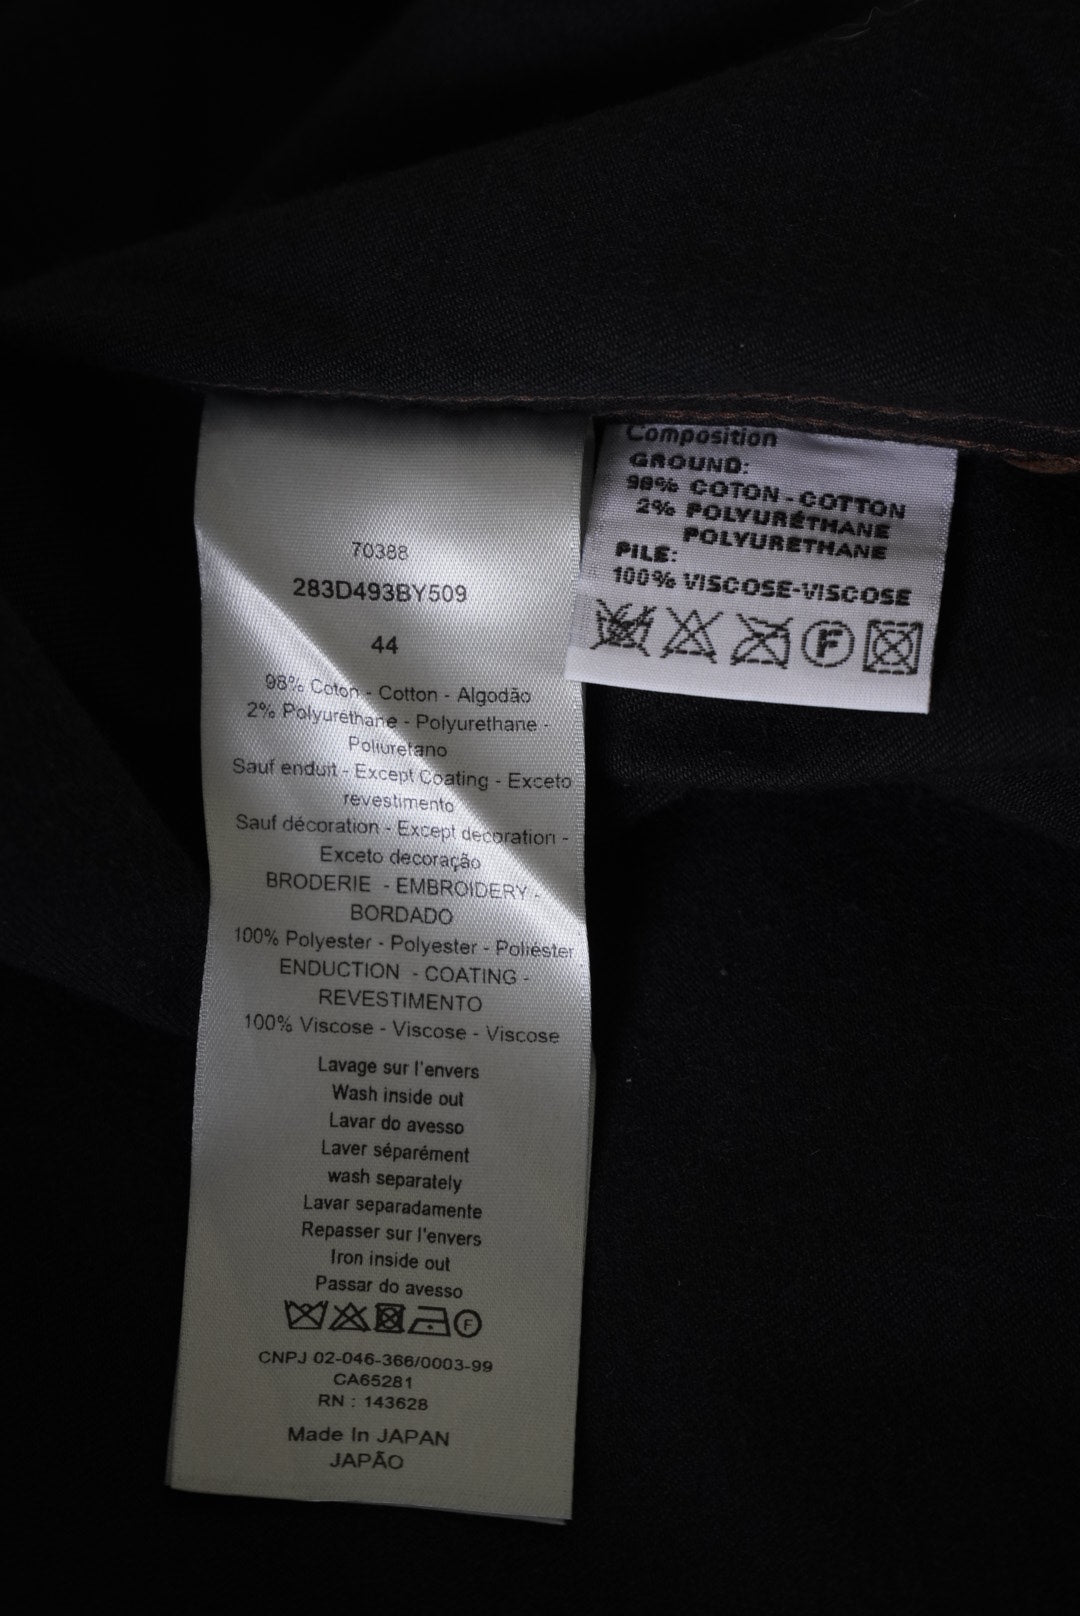 70388
283D493BY509
44
98% Coton - Cotton - Algodão
2% Polyuréthane - Polyurethane -
Poliuretano
Sauf enduit - Except Coating - Exceto
revestimento
Sauf décoration - Except decoration -
Exceto decoração
BRODERIE - EMBROIDERY -
BORDADO
100% Polyester - Polyester - Poliéster
ENDUCTION - COATING -
REVESTIMENTO
100% Viscose - Viscose - Viscose
Lavage sur l'envers
Wash inside out
Lavar do avesso
Laver séparément
wash separately
Lavar separadamente
Repasser sur l'envers
Iron inside out
Passar do avesso
F
CNPJ 02-046-366/0003-99
CA65281
RN : 143628
Made In JAPAN
JAPÃO
Composition
GROUND:
98% COTON - COTTON
2% POLYURÉTHANE
POLYURETHANE
PILE:
100% VISCOSE-VISCOSE
F